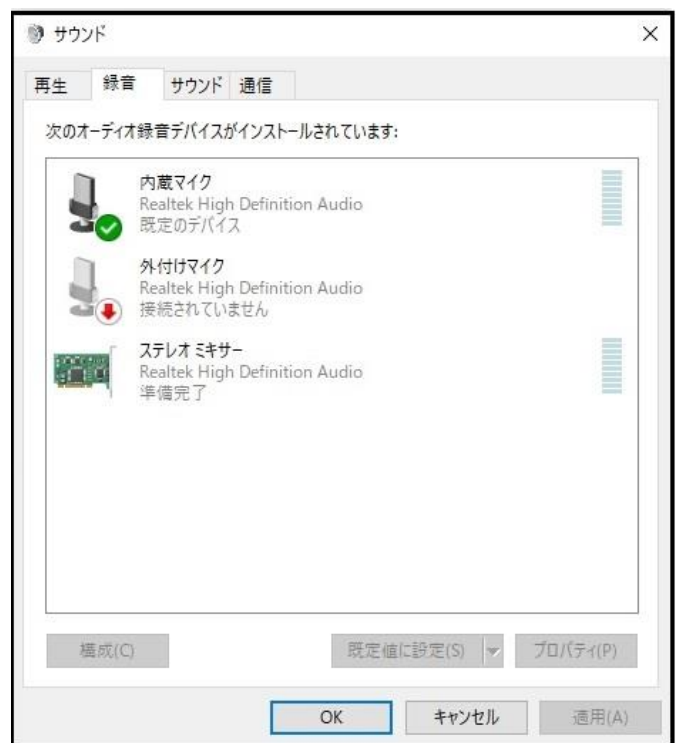 サウンド
再生 録音 サウンド 通信
次のオーディオ録音デバイスがインストールされています:
内蔵マイク
Realtek High Definition Audio
既定のデバイス
外付けマイク
Realtek High Definition Audio
接続されていません
ステレオ ミキサー
Realtek High Definition Audio
準備完了
構成(C) 既定値に設定(S) プロパティ(P)
OK キャンセル 適用(A)